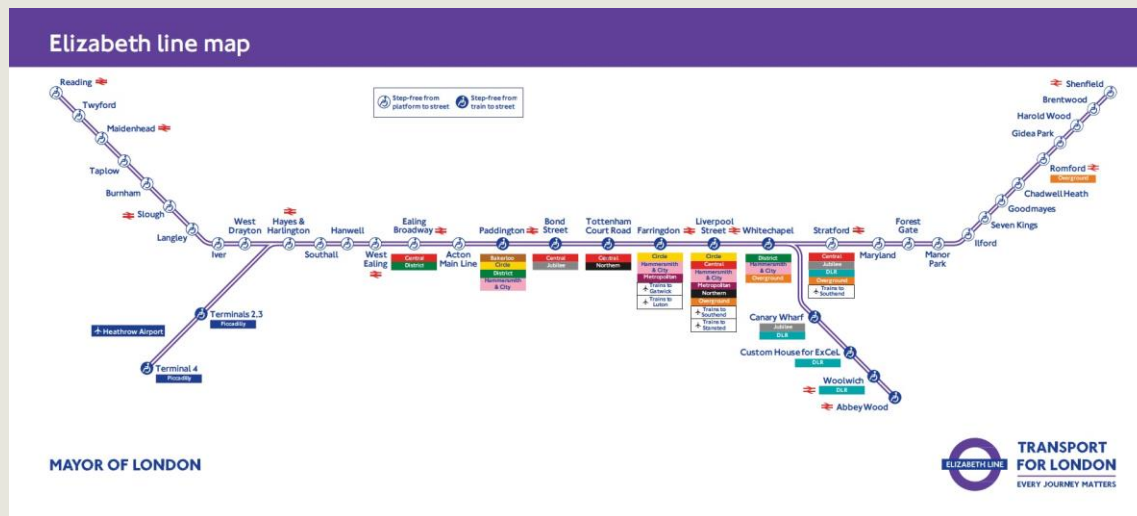 Elizabeth line map
Step-free from
platform to street
Step-free from
train to street
Reading
Twyford
Maidenhead
Taplow
Burnham
Slough
Langley
Iver
West
Drayton
Hayes &
Harlington
Southall
Hanwell
West
Ealing
Ealing
Broadway
Central
District
Acton
Main Line
Paddington
Bakerloo
Circle
District
Hammersmith
& City
Bond
Street
Central
Jubilee
Tottenham
Court Road
Central
Northern
Farringdon
Circle
Hammersmith
& City
Metropolitan
Trains to
Gatwick
Trains to
Luton
Liverpool
Street
Circle
Central
Hammersmith
& City
Metropolitan
Northern
Overground
Trains to
Southend
Trains to
Stansted
Whitechapel
District
Hammersmith
& City
Overground
Stratford
Central
Jubilee
DLR
Overground
Trains to
Southend
Maryland
Forest
Gate
Manor
Park
Ilford
Seven Kings
Goodmayes
Chadwell Heath
Romford
Overground
Gidea Park
Harold Wood
Brentwood
Shenfield
Terminals 2,3
Piccadilly
Heathrow Airport
Terminal 4
Piccadilly
Canary Wharf
Jubilee
DLR
Custom House for ExCeL
DLR
Woolwich
DLR
Abbey Wood
MAYOR OF LONDON
ELIZABETH LINE
TRANSPORT
FOR LONDON
EVERY JOURNEY MATTERS